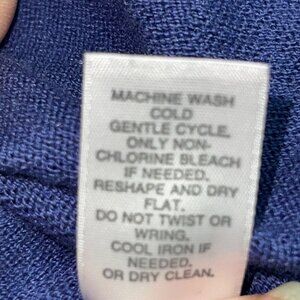 MACHINE WASH
COLD
GENTLE CYCLE,
ONLY NON-
CHLORINE BLEACH
IF NEEDED.
RESHAPE AND DRY
FLAT.
DO NOT TWIST OR
WRING.
COOL IRON IF
NEEDED.
OR DRY CLEAN.